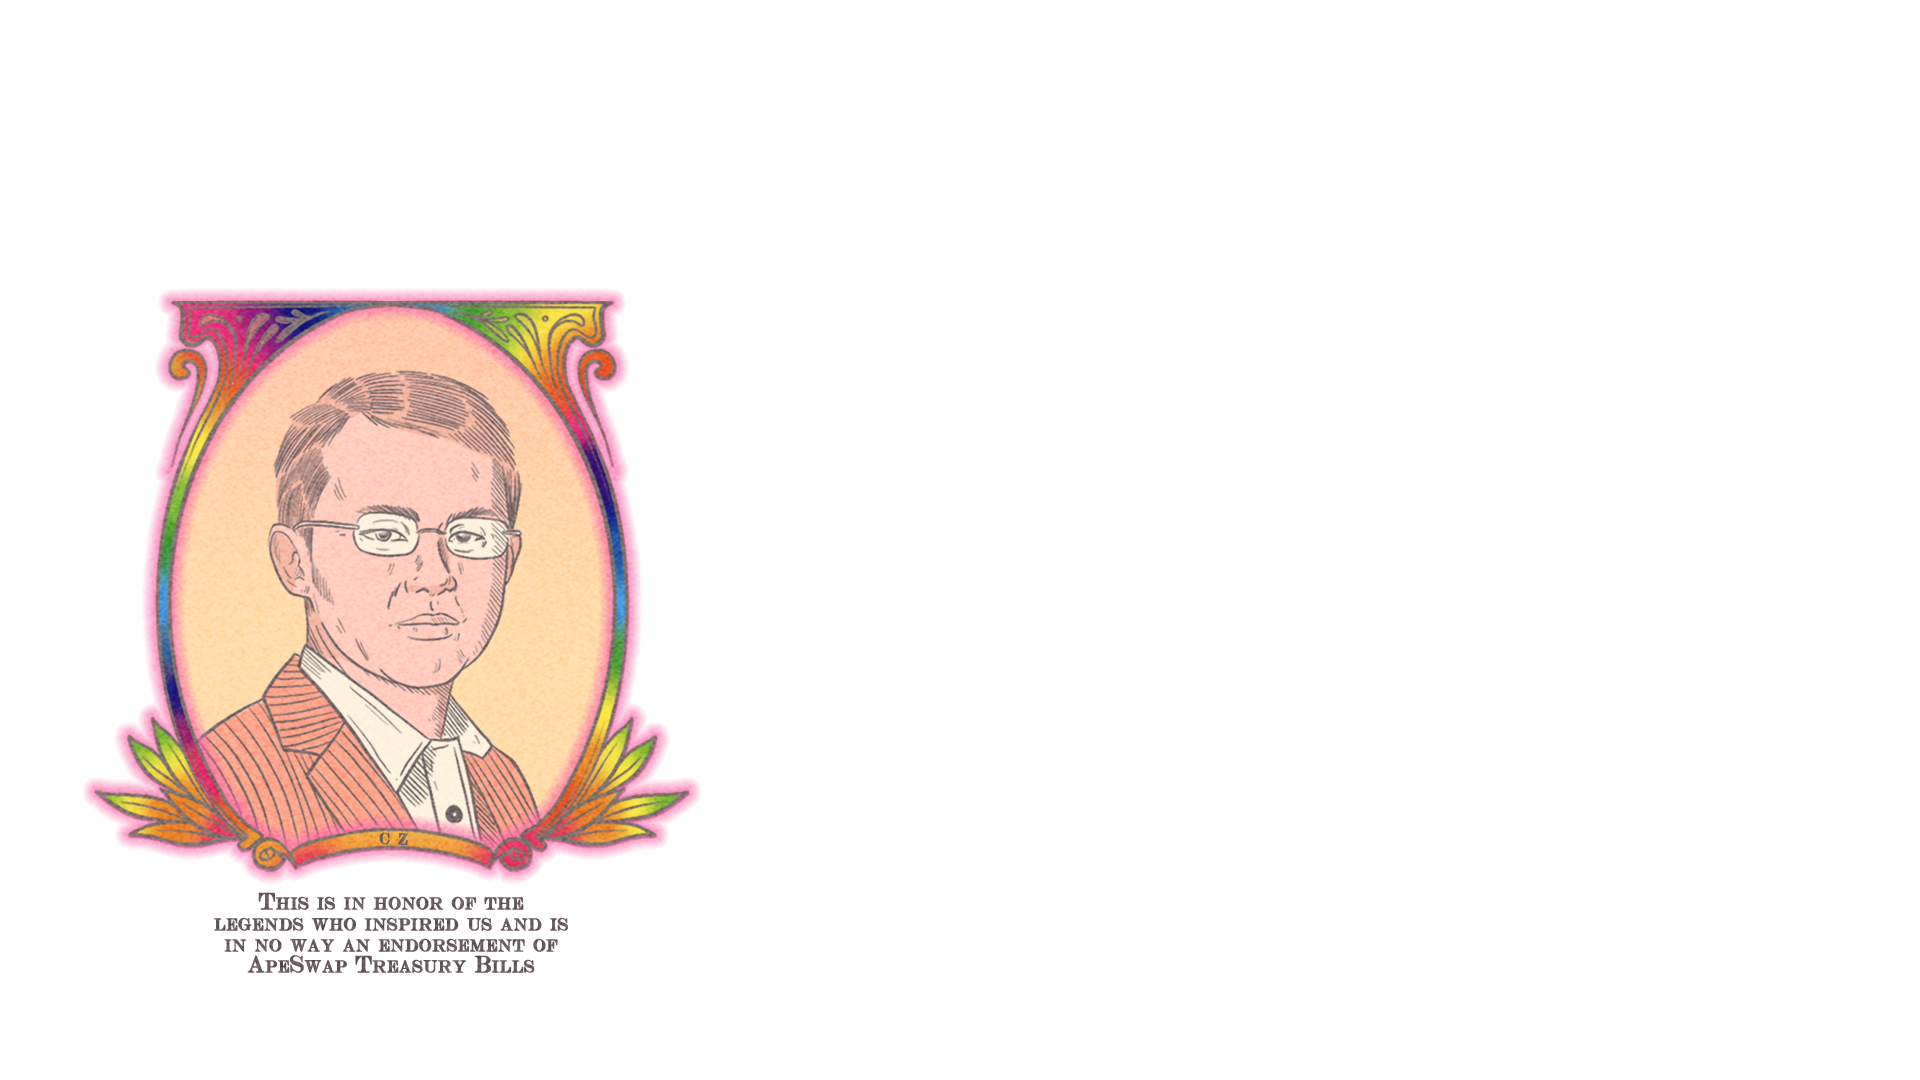 C Z
This is in honor of the
legends who inspired us and is
in no way an endorsement of
ApeSwap Treasury Bills